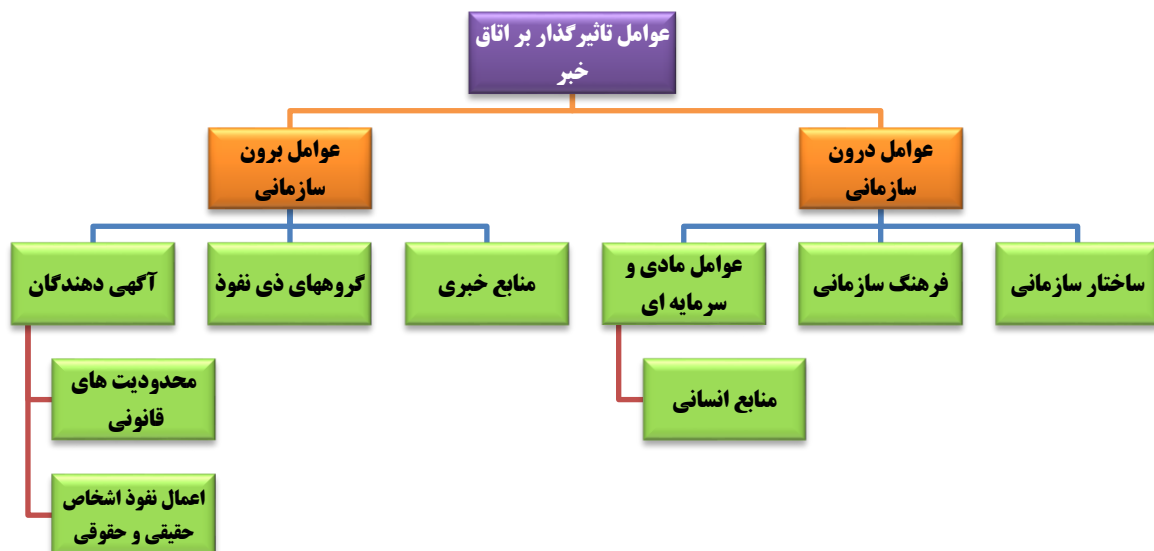 عوامل تاثیرگذار بر اتاق
خبر
عوامل درون
سازمانی
عوامل برون
سازمانی
ساختار سازمانی
فرهنگ سازمانی
عوامل مادی و
سرمایه ای
منابع خبری
گروههای ذی نفوذ
آگهی دهندگان
منابع انسانی
محدودیت های
قانونی
اعمال نفوذ اشخاص
حقیقی و حقوقی